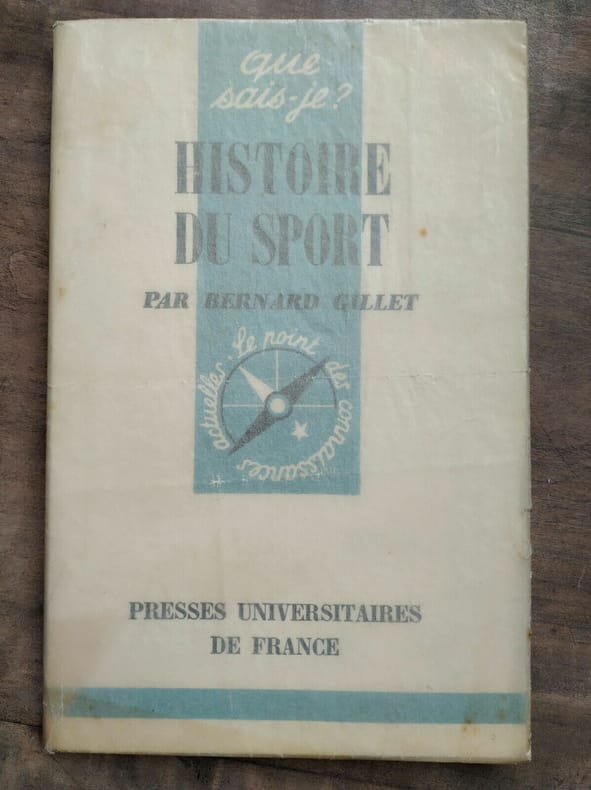 que
sais-je?
HISTOIRE
DU SPORT
PAR BERNARD GILLET
Le point des connaissances actuelles.
PRESSES UNIVERSITAIRES
DE FRANCE